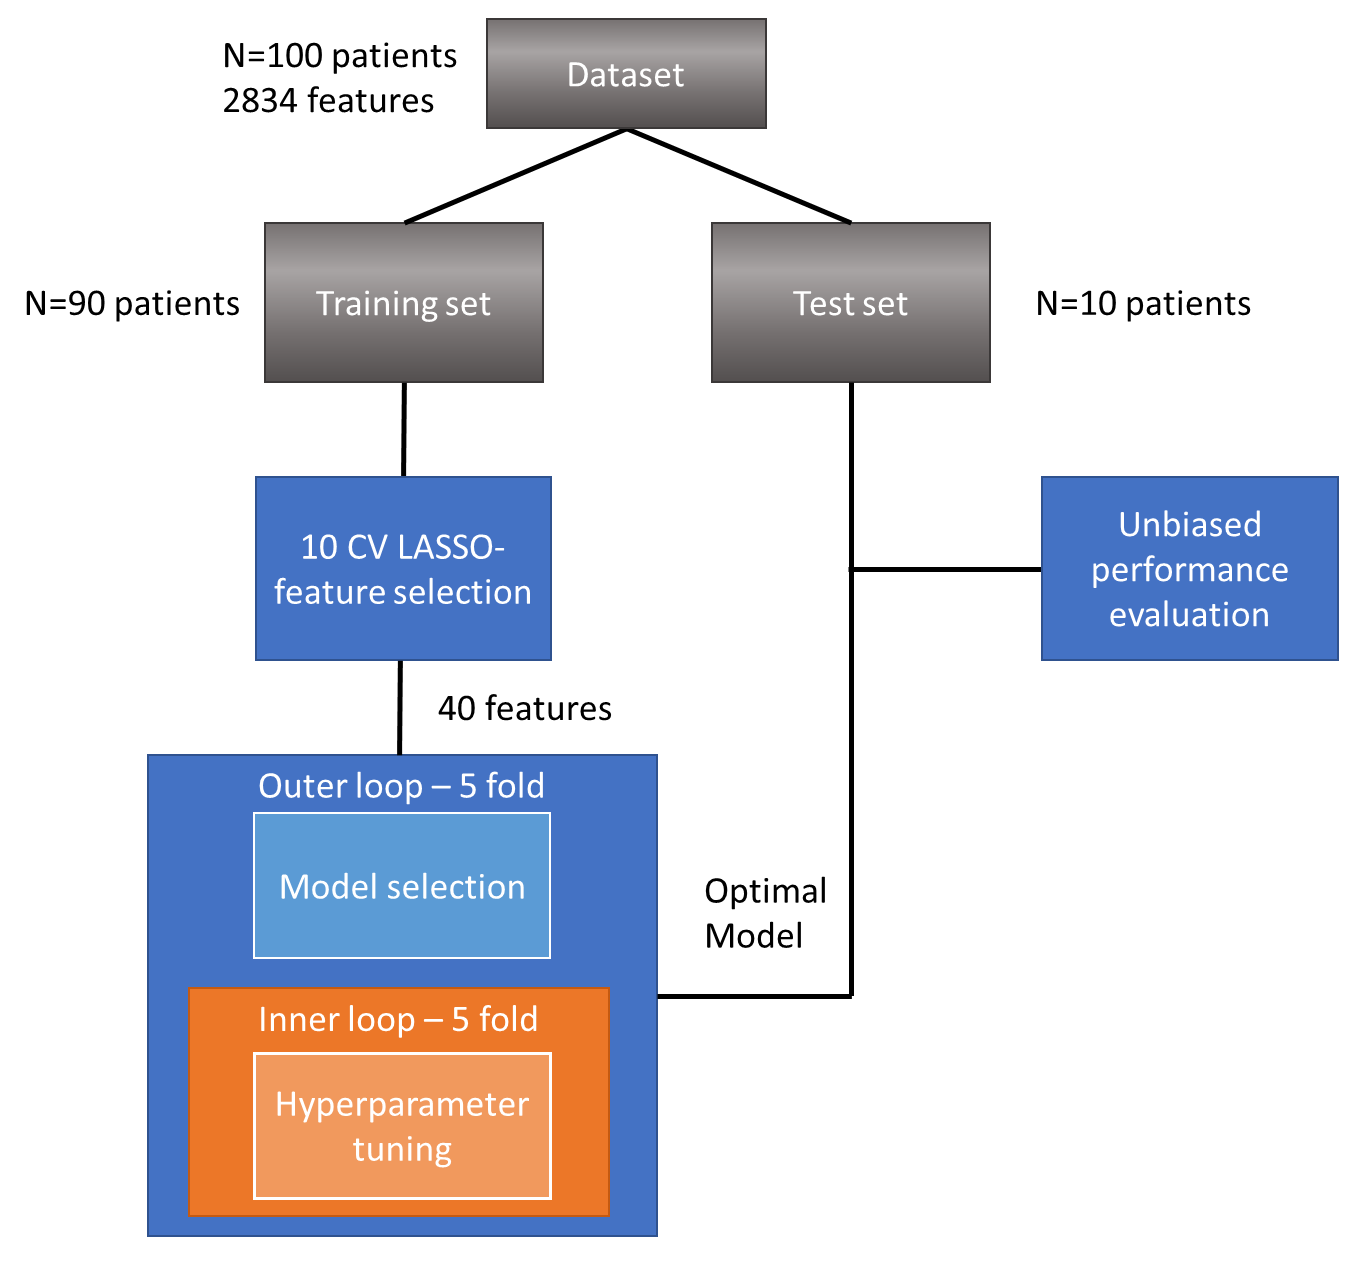 N=100 patients
2834 features
Dataset
N=90 patients
Training set
Test set
N=10 patients
10 CV LASSO-
feature selection
Unbiased
performance
evaluation
40 features
Outer loop – 5 fold
Model selection
Optimal
Model
Inner loop – 5 fold
Hyperparameter
tuning